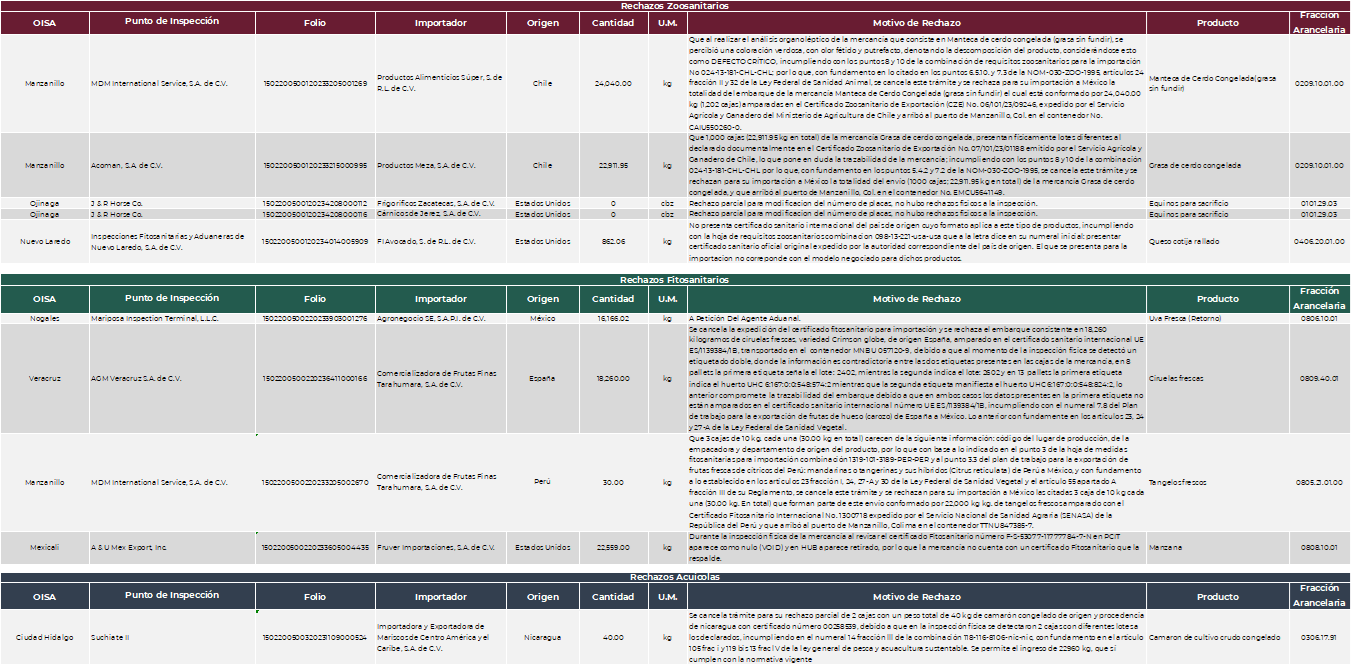 Rechazos Zoosanitarios
OISA Punto de Inspección Folio Importador Origen Cantidad U.M. Motivo de Rechazo Producto Fracción Arancelaria
Manzanillo MDM International Service, S.A. de C.V. 1502200500120233205001269 Productos Alimenticios Súper, S. de R.L. de C.V. Chile 24,040.00 kg
Que al realizar el análisis organoléptico de la mercancía que consiste en Manteca de cerdo congelada (grasa sin fundir), se
percibió una coloración verdosa, con olor fétido y putrefacto, denotando la descomposición del producto, considerándose esto
como DEFECTO CRÍTICO, incumpliendo con los puntos 8 y 10 de la combinación de requisitos zoosanitarios para la importación
No 024-13-181-CHL-CHL; por lo que, con fundamento en lo citado en los puntos 6.5.1.0. y 7.3 de la NOM-030-ZOO-1995, artículos 24
fracción II y 32 de la Ley Federal de Sanidad Animal, se cancela este trámite y se rechaza para su importación a México la
totalidad del embarque de la mercancía Manteca de Cerdo Congelada (grasa sin fundir) el cual está conformado por 24,040.00
kg (1,202 cajas) amparadas en el Certificado Zoosanitario de Exportación (CZE) No. 06/101/23/09246, expedido por el Servicio
Agrícola y Ganadero del Ministerio de Agricultura de Chile y arribó al puerto de Manzanillo, Col. en el contenedor No.
CAIU550260-0.
Manteca de Cerdo Congelada(grasa sin fundir) 0209.10.01.00
Manzanillo Acoman, S.A. de C.V. 1502200500120233215000995 Productos Meza, S.A. de C.V. Chile 22,911.95 kg
Que 1,000 cajas (22,911.95 kg en total) de la mercancía Grasa de cerdo congelada, presentan físicamente lotes diferentes al
declarado documentalmente en el Certificado Zoosanitario de Exportación No. 07/101/23/01188 emitido por el Servicio Agrícola y
Ganadero de Chile, lo que pone en duda la trazabilidad de la mercancía; incumpliendo con los puntos 8 y 10 de la combinación
024-13-181-CHL-CHL por lo que, con fundamento en los puntos 5.4.2 y 7.2 de la NOM-030-ZOO-1995, se cancela este trámite y se
rechazan para su importación a México la totalidad del envío (1000 cajas; 22,911.95 kg en total) de la mercancía Grasa de cerdo
congelada, y que arribó al puerto de Manzanillo, Col. en el contenedor No. EMCU5641149.
Grasa de cerdo congelada 0209.10.01.00
Ojinaga J & R Horse Co. 1502200500120234208000112 Frigoríficos Zacatecas, S.A. de C.V. Estados Unidos 0 cbz Rechazo parcial para modificacion del número de placas, no hubo rechazos físicos a la inspección. Equinos para sacrificio 0101.29.03
Ojinaga J & R Horse Co. 1502200500120234208000116 Cárnicos de Jerez, S.A. de C.V. Estados Unidos 0 cbz Rechazo parcial para modificacion del número de placas, no hubo rechazos físicos a la inspección. Equinos para sacrificio 0101.29.03
Nuevo Laredo Inspecciones Fitosanitarias y Aduaneras de Nuevo Laredo, S.A. de C.V. 1502200500120234014005909 FI Avocado, S. de R.L. de C.V. Estados Unidos 862.06 kg
No presenta certificado sanitario internacional del país de origen cuyo formato aplica a este tipo de productos, incumpliendo
con la hoja de requisitos zoosanitarios combinacion 098-13-221-usa-usa que a la letra dice en su numeral inicial: presentar
certificado sanitario oficial original expedido por la autoridad correspondiente del país de origen. El que se presenta para la
importacion no correponde con el modelo negociado para dichos productos.
Queso cotija rallado 0406.20.01.00
Rechazos Fitosanitarios
OISA Punto de Inspección Folio Importador Origen Cantidad U.M. Motivo de Rechazo Producto Fracción Arancelaria
Nogales Mariposa Inspection Terminal, L.L.C. 1502200500220233903001276 Agronegocio SE, S.A.P.I. de C.V. México 16,166.02 kg A Petición Del Agente Aduanal. Uva Fresca (Retorno) 0806.10.01
Veracruz AGM Veracruz S.A. de C.V. 1502200500220236411000166 Comercializadora de Frutas Finas Tarahumara, S.A. de C.V. España 18,260.00 kg
Se cancela la expedición del certificado fitosanitario para importación y se rechaza el embarque consistente en 18,260
kilogramos de ciruelas frescas, variedad Crimson globe, de origen España, amparado en el certificado sanitario internacional UE
ES/1139384/1B, transportado en el contenedor MNBU 057120-9, debido a que al momento de la inspección física se detectó un
etiquetado doble, donde la información es contradictoria entre las dos etiquetas presentes en las cajas de la mercancía, en 8
pallets la primera etiqueta señala el lote: 2402, mientras la segunda indica el lote: 2602 y en 13 pallets la primera etiqueta
indica el huerto UHC 6:167:0:0:548:574:2 mientras que la segunda etiqueta manifiesta el huerto UHC 6:167:0:0:548:824:2, lo
anterior compromete la trazabilidad del embarque debido a que en ambos casos los datos presentes en la primera etiqueta no
están amparados en el certificado sanitario internacional número UE ES/1139384/1B, incumpliendo con el numeral 7.8 del Plan
de trabajo para la exportación de frutas de hueso (carozo) de España a México. Lo anterior con fundamento en los artículos 23, 24
y 27-A de la Ley Federal de Sanidad Vegetal.
Ciruelas frescas 0809.40.01
Manzanillo MDM International Service, S.A. de C.V. 1502200500220233205002670 Comercializadora de Frutas Finas Tarahumara, S.A. de C.V. Perú 30.00 kg
Que 3 cajas de 10 kg. cada una (30.00 kg en total) carecen de la siguiente información: código del lugar de producción, de la
empacadora y departamento de origen del producto, por lo que con base a lo indicado en el punto 3 de la hoja de medidas
fitosanitarias para importación combinación 1319-101-3189-PER-PER y al punto 3.3 del plan de trabajo para la exportación de
frutas frescas de cítricos del Perú: mandarinas o tangerinas y sus híbridos (Citrus reticulata) de Perú a México, y con fundamento
a lo establecido en los artículos 23 fracción I, 24, 27-A y 30 de la Ley Federal de Sanidad Vegetal y el artículo 55 apartado A
fracción III de su Reglamento, se cancela este trámite y se rechazan para su importación a México las citadas 3 caja de 10 kg cada
una (30.00 kg. En total) que forman parte de este envío conformado por 22,000 kg kg. de tangelos frescos amparado con el
Certificado Fitosanitario Internacional No. 1300718 expedido por el Servicio Nacional de Sanidad Agraria (SENASA) de la
República del Perú y que arribó al puerto de Manzanillo, Colima en el contenedor TTNU847385-7.
Tangelos frescos 0805.21.01.00
Mexicali A & U Mex Export, Inc. 1502200500220233605004435 Fruver Importaciones, S.A. de C.V. Estados Unidos 22,559.00 kg
Durante la inspección física de la mercancía al revisar el certificado Fitosanitario número F-S-53077-11777784-7-N en PCIT
aparece como nulo (VOID) y en HUB aparece retirado, por lo que la mercancía no cuenta con un certificado Fitosanitario que la
respalde.
Manzana 0808.10.01
Rechazos Acuícolas
OISA Punto de Inspección Folio Importador Origen Cantidad U.M. Motivo de Rechazo Producto Fracción Arancelaria
Ciudad Hidalgo Suchiate II 1502200500320231109000524 Importadora y Exportadora de Mariscos de Centro América y el Caribe, S.A. de C.V. Nicaragua 40.00 kg
Se cancela trámite para su rechazo parcial de 2 cajas con un peso total de 40 kg de camarón congelado de origen y procedencia
de nicaragua con certificado número 00258539, debido a que en la inspección física se detectaron 2 cajas con diferentes lotes a
los declarados, incumpliendo en el numeral 14 fracción III de la combinación 118-116-8106-nic-nic, con fundamento en el artículo
105 frac i y 119 bis 13 frac I V de la ley general de pesca y acuacultura sustentable. Se permite el ingreso de 22960 kg, que sí
cumplen con la normativa vigente
Camaron de cultivo crudo congelado 0306.17.91